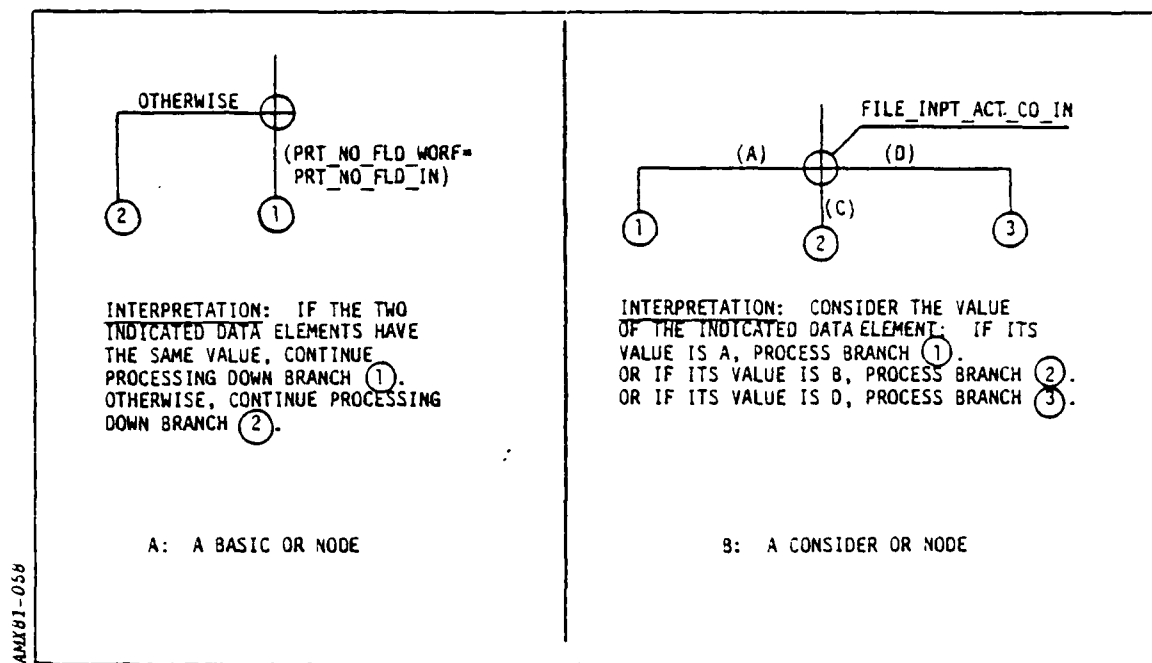 OTHERWISE
(PRT_NO_FLD_WORF=
PRT_NO_FLD_IN)
2
1
INTERPRETATION: IF THE TWO
INDICATED DATA ELEMENTS HAVE
THE SAME VALUE, CONTINUE
PROCESSING DOWN BRANCH 1.
OTHERWISE, CONTINUE PROCESSING
DOWN BRANCH 2.
A: A BASIC OR NODE
FILE_INPT_ACT_CO_IN
(A)
(D)
(C)
1
2
3
INTERPRETATION: CONSIDER THE VALUE
OF THE INDICATED DATA ELEMENT: IF ITS
VALUE IS A, PROCESS BRANCH 1.
OR IF ITS VALUE IS B, PROCESS BRANCH 2.
OR IF ITS VALUE IS D, PROCESS BRANCH 3.
B: A CONSIDER OR NODE
AMX81-058